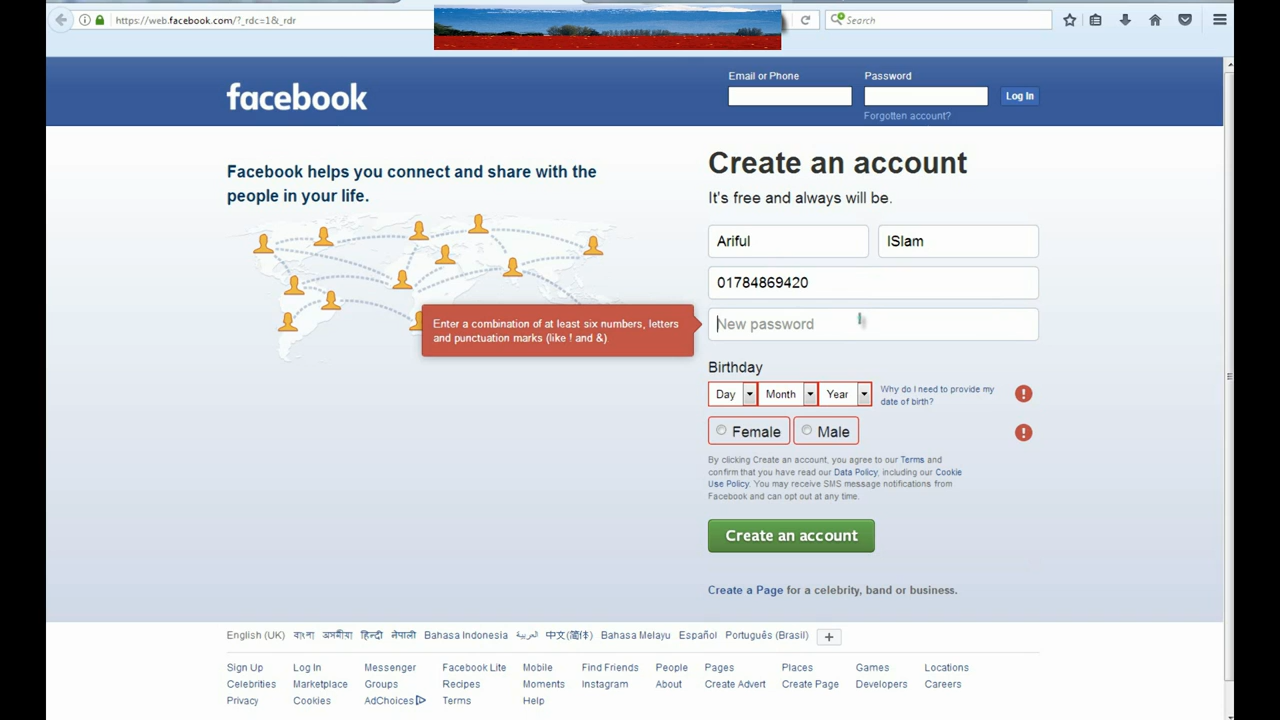 https://web.facebook.com/?_rdc=1&_rdr
Search
facebook
Email or Phone
Password
Log In
Forgotten account?
Facebook helps you connect and share with the
people in your life.
Create an account
It's free and always will be.
Ariful
ISlam
01784869420
Enter a combination of at least six numbers, letters
and punctuation marks (like ! and &)
New password
Birthday
Day
Month
Year
Why do I need to provide my
date of birth?
Female
Male
By clicking Create an account, you agree to our Terms and
confirm that you have read our Data Policy, including our Cookie
Use Policy. You may receive SMS message notifications from
Facebook and can opt out at any time.
Create an account
Create a Page for a celebrity, band or business.
English (UK) বাংলা অসমীয়া हिन्दी नेपाली Bahasa Indonesia العربية 中文(简体) Bahasa Melayu Español Português (Brasil) +
Sign Up Log In Messenger Facebook Lite Mobile Find Friends People Pages Places Games Locations
Celebrities Marketplace Groups Recipes Moments Instagram About Create Advert Create Page Developers Careers
Privacy Cookies AdChoices Terms Help